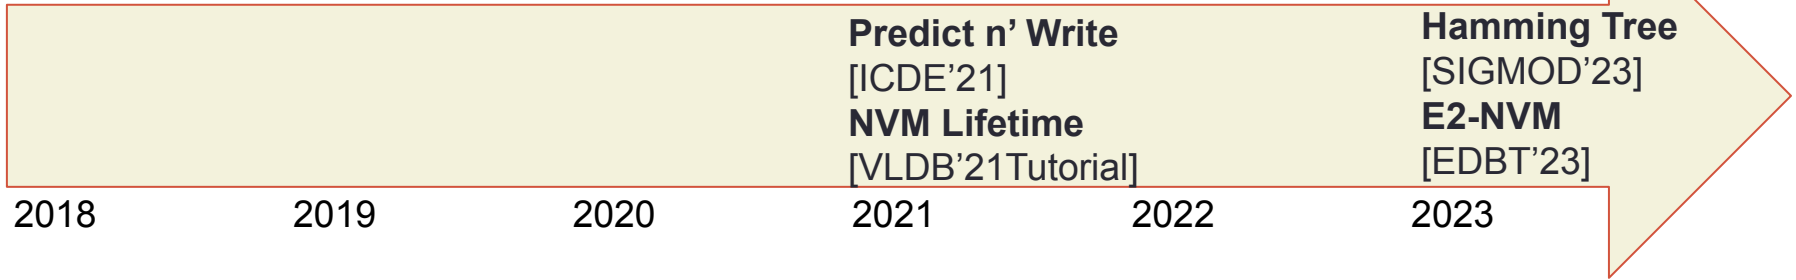 Predict n’ Write
[ICDE’21]
NVM Lifetime
[VLDB’21Tutorial]
Hamming Tree
[SIGMOD’23]
E2-NVM
[EDBT’23]
2018 2019 2020 2021 2022 2023